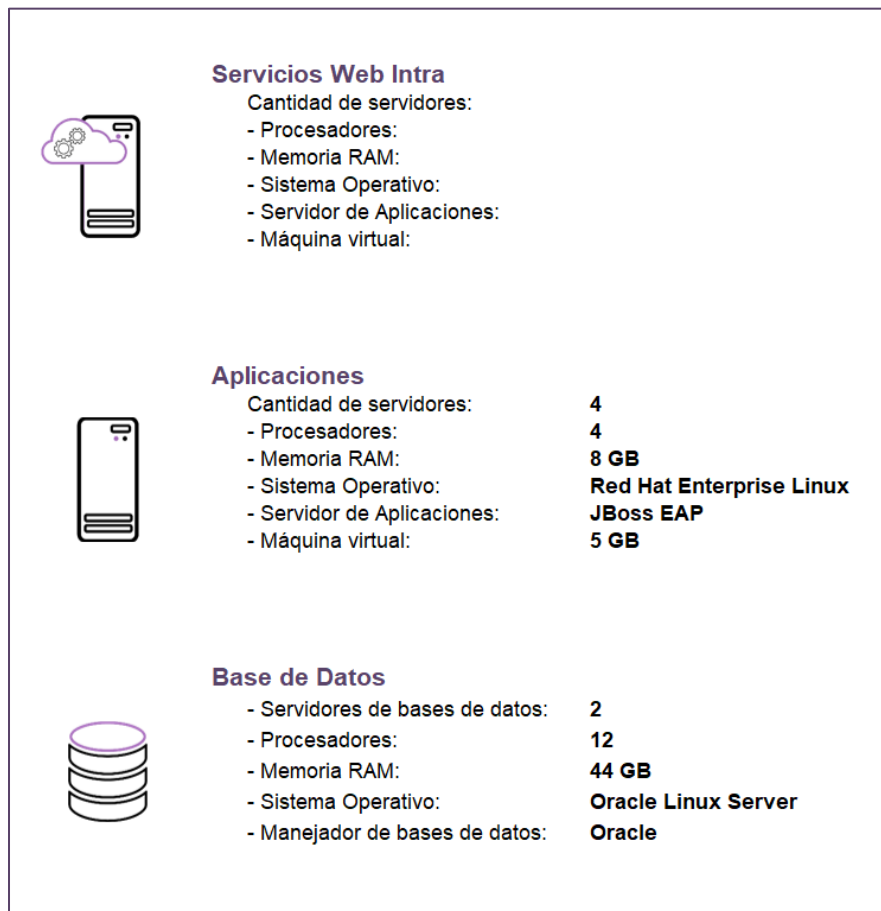 Servicios Web Intra
Cantidad de servidores:
- Procesadores:
- Memoria RAM:
- Sistema Operativo:
- Servidor de Aplicaciones:
- Máquina virtual:
Aplicaciones
Cantidad de servidores: 4
- Procesadores: 4
- Memoria RAM: 8 GB
- Sistema Operativo: Red Hat Enterprise Linux
- Servidor de Aplicaciones: JBoss EAP
- Máquina virtual: 5 GB
Base de Datos
- Servidores de bases de datos: 2
- Procesadores: 12
- Memoria RAM: 44 GB
- Sistema Operativo: Oracle Linux Server
- Manejador de bases de datos: Oracle